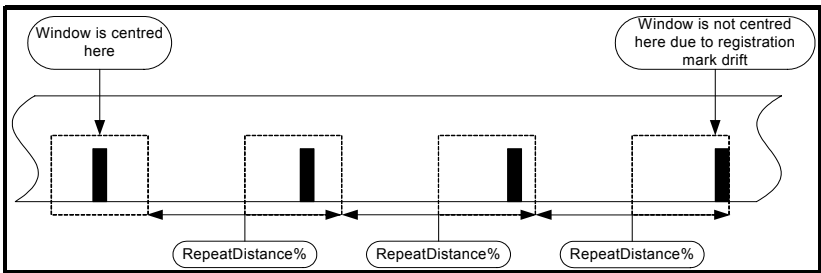 Window is centred
here
Window is not centred
here due to registration
mark drift
RepeatDistance%
RepeatDistance%
RepeatDistance%